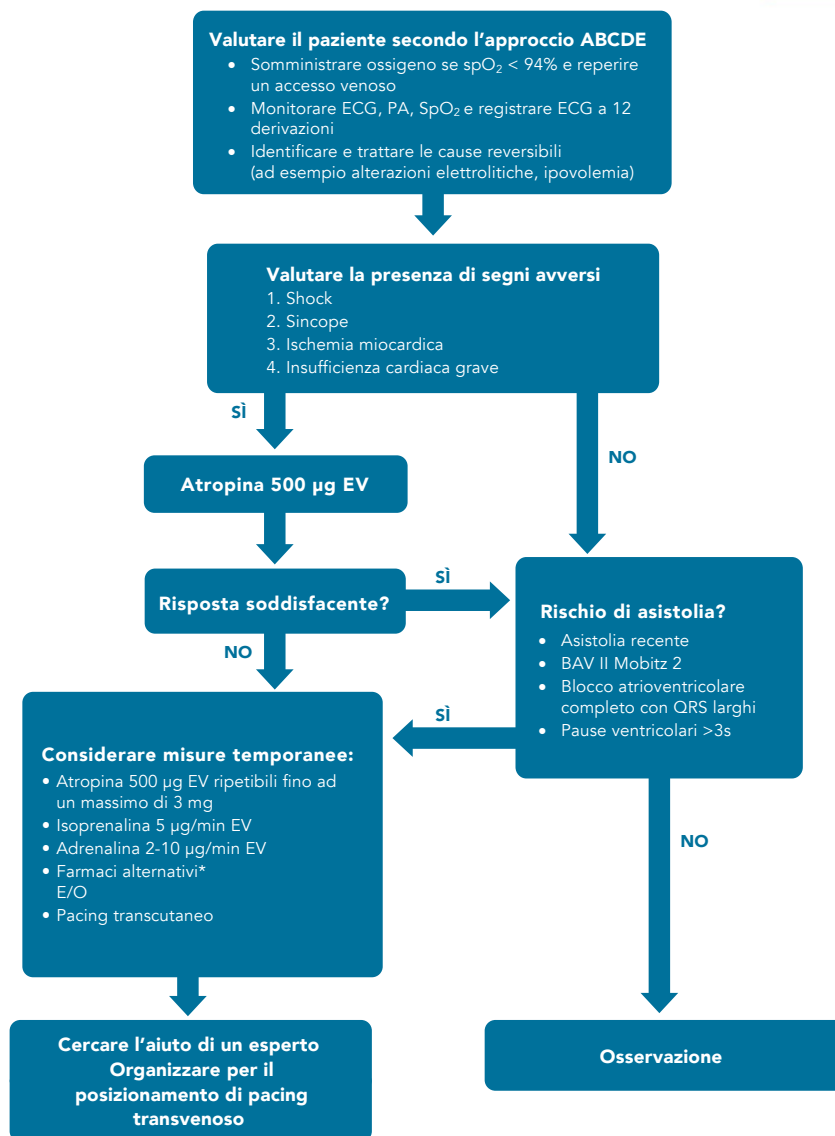 Valutare il paziente secondo l'approccio ABCDE
• Somministrare ossigeno se spO₂ < 94% e reperire
un accesso venoso
• Monitorare ECG, PA, SpO₂ e registrare ECG a 12
derivazioni
• Identificare e trattare le cause reversibili
(ad esempio alterazioni elettrolitiche, ipovolemia)
Valutare la presenza di segni avversi
1. Shock
2. Sincope
3. Ischemia miocardica
4. Insufficienza cardiaca grave
SÌ
NO
Atropina 500 µg EV
Risposta soddisfacente?
SÌ
NO
Rischio di asistolia?
• Asistolia recente
• BAV II Mobitz 2
• Blocco atrioventricolare
completo con QRS larghi
• Pause ventricolari >3s
SÌ
NO
Considerare misure temporanee:
• Atropina 500 µg EV ripetibili fino ad
un massimo di 3 mg
• Isoprenalina 5 µg/min EV
• Adrenalina 2-10 µg/min EV
• Farmaci alternativi*
E/O
• Pacing transcutaneo
Cercare l'aiuto di un esperto
Organizzare per il
posizionamento di pacing
transvenoso
Osservazione